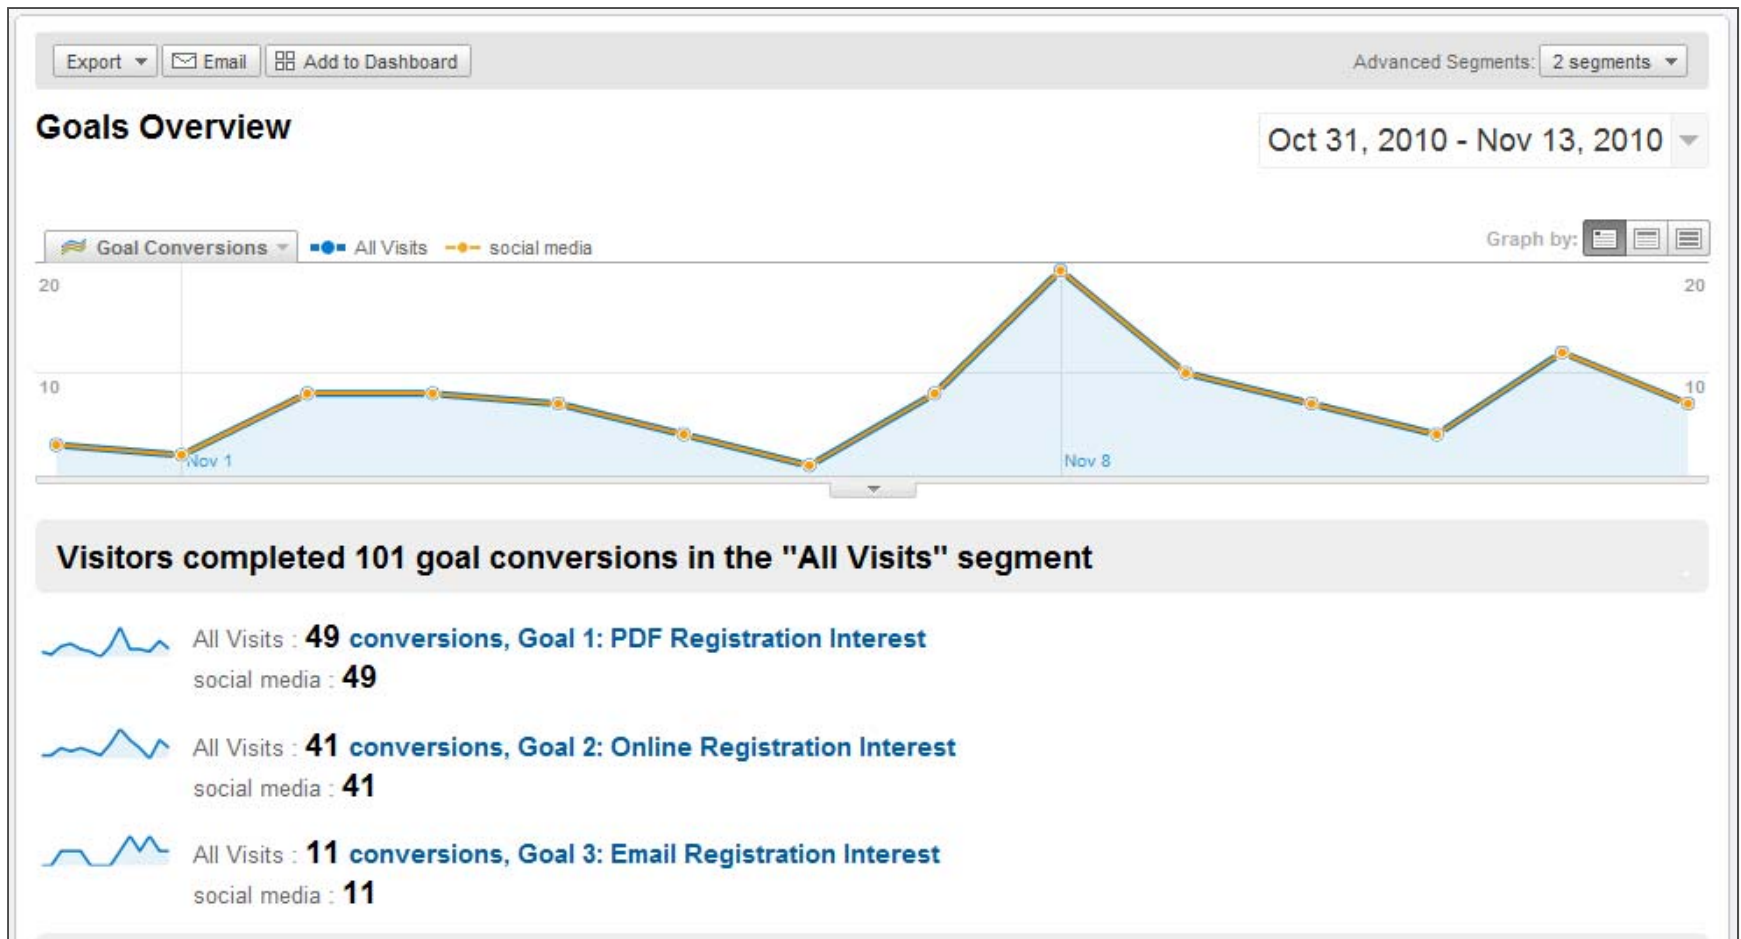 Export Email Add to Dashboard Advanced Segments: 2 segments
Goals Overview
Oct 31, 2010 - Nov 13, 2010
Goal Conversions All Visits social media Graph by:
20 20
10 10
Nov 1 Nov 8
Visitors completed 101 goal conversions in the "All Visits" segment
All Visits : 49 conversions, Goal 1: PDF Registration Interest
social media : 49
All Visits : 41 conversions, Goal 2: Online Registration Interest
social media : 41
All Visits : 11 conversions, Goal 3: Email Registration Interest
social media : 11